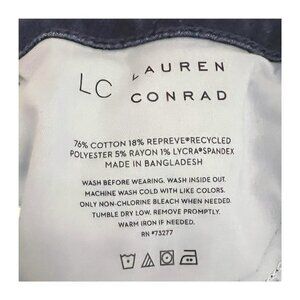 LC LAUREN
CONRAD
76% COTTON 18% REPREVE® RECYCLED
POLYESTER 5% RAYON 1% LYCRA® SPANDEX
MADE IN BANGLADESH
WASH BEFORE WEARING. WASH INSIDE OUT.
MACHINE WASH COLD WITH LIKE COLORS.
ONLY NON-CHLORINE BLEACH WHEN NEEDED.
TUMBLE DRY LOW. REMOVE PROMPTLY.
WARM IRON IF NEEDED.
RN #73277